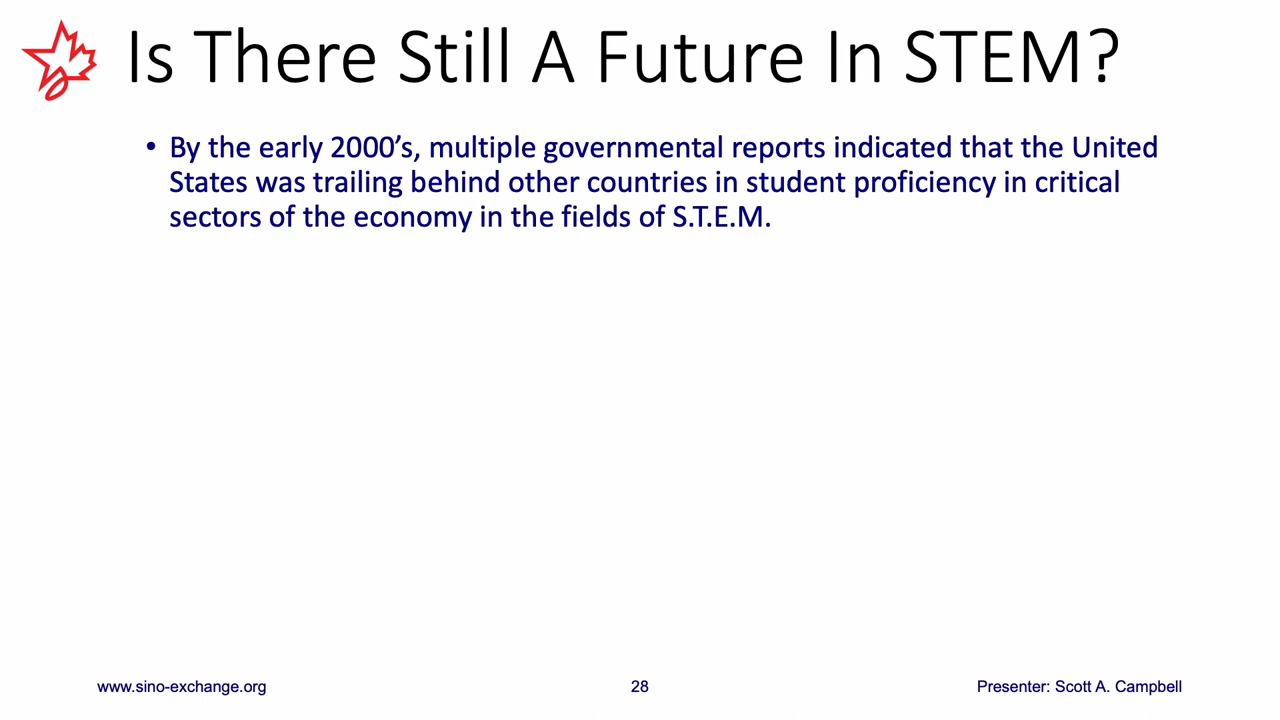 Is There Still A Future In STEM?
• By the early 2000’s, multiple governmental reports indicated that the United
States was trailing behind other countries in student proficiency in critical
sectors of the economy in the fields of S.T.E.M.
www.sino-exchange.org
28
Presenter: Scott A. Campbell